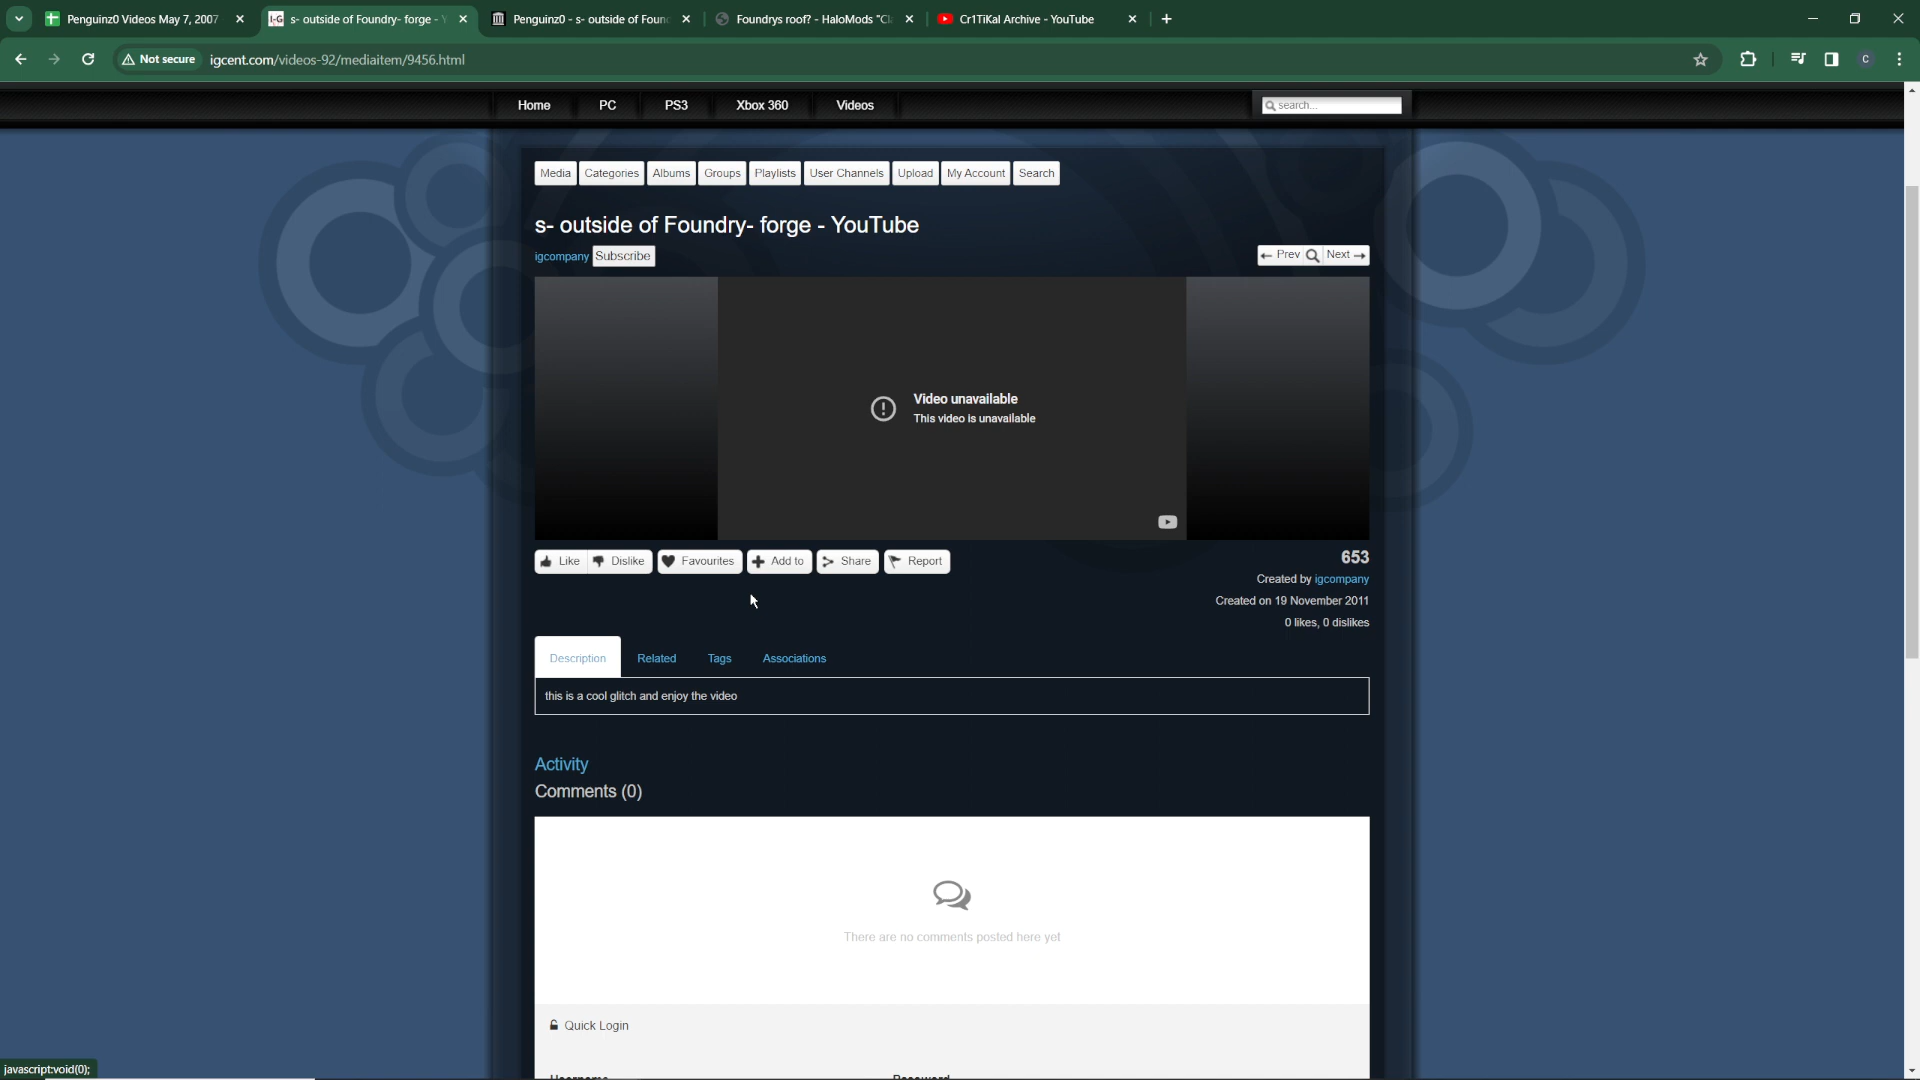 Penguinz0 Videos May 7, 2007
s- outside of Foundry- forge -
Penguinz0 - s- outside of Foun
Foundrys roof? - HaloMods "Cl
Cr1TiKal Archive - YouTube
Not secure
igcent.com/videos-92/mediaitem/9456.html
C
Home PC PS3 Xbox 360 Videos
search...
Media Categories Albums Groups Playlists User Channels Upload My Account Search
s- outside of Foundry- forge - YouTube
igcompany Subscribe
← Prev Next →
Video unavailable
This video is unavailable
Like Dislike Favourites Add to Share Report
653
Created by igcompany
Created on 19 November 2011
0 likes, 0 dislikes
Description Related Tags Associations
this is a cool glitch and enjoy the video
Activity
Comments (0)
There are no comments posted here yet
Quick Login
Username Password
javascript:void(0);